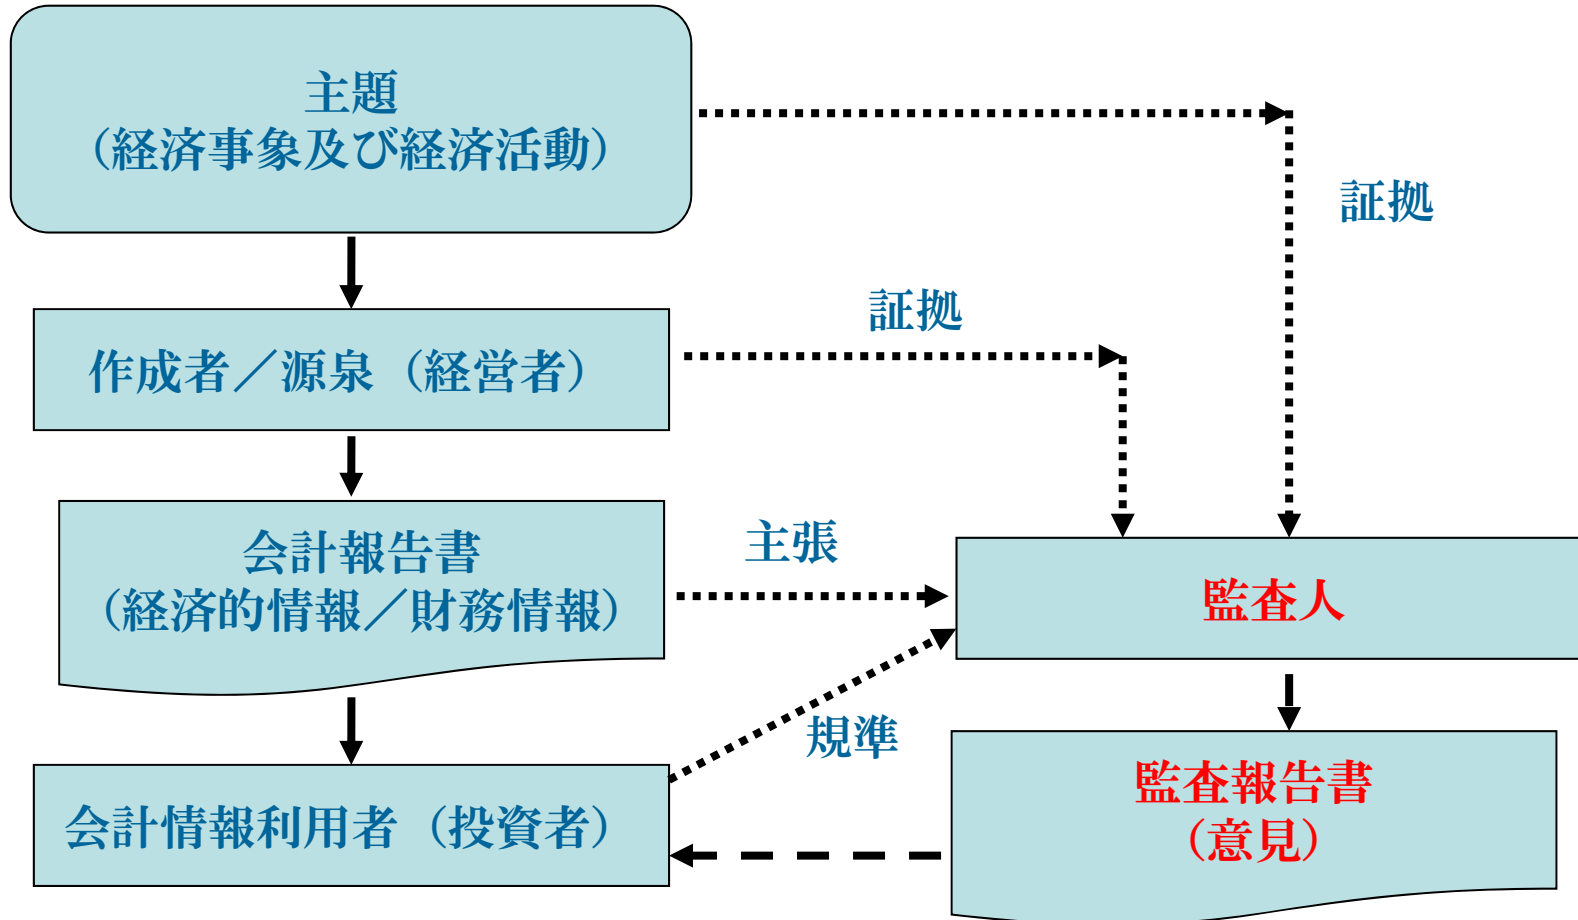 主題
（経済事象及び経済活動）
証拠
証拠
作成者／源泉（経営者）
会計報告書
（経済的情報／財務情報）
主張
監査人
規準
会計情報利用者（投資者）
監査報告書
（意見）